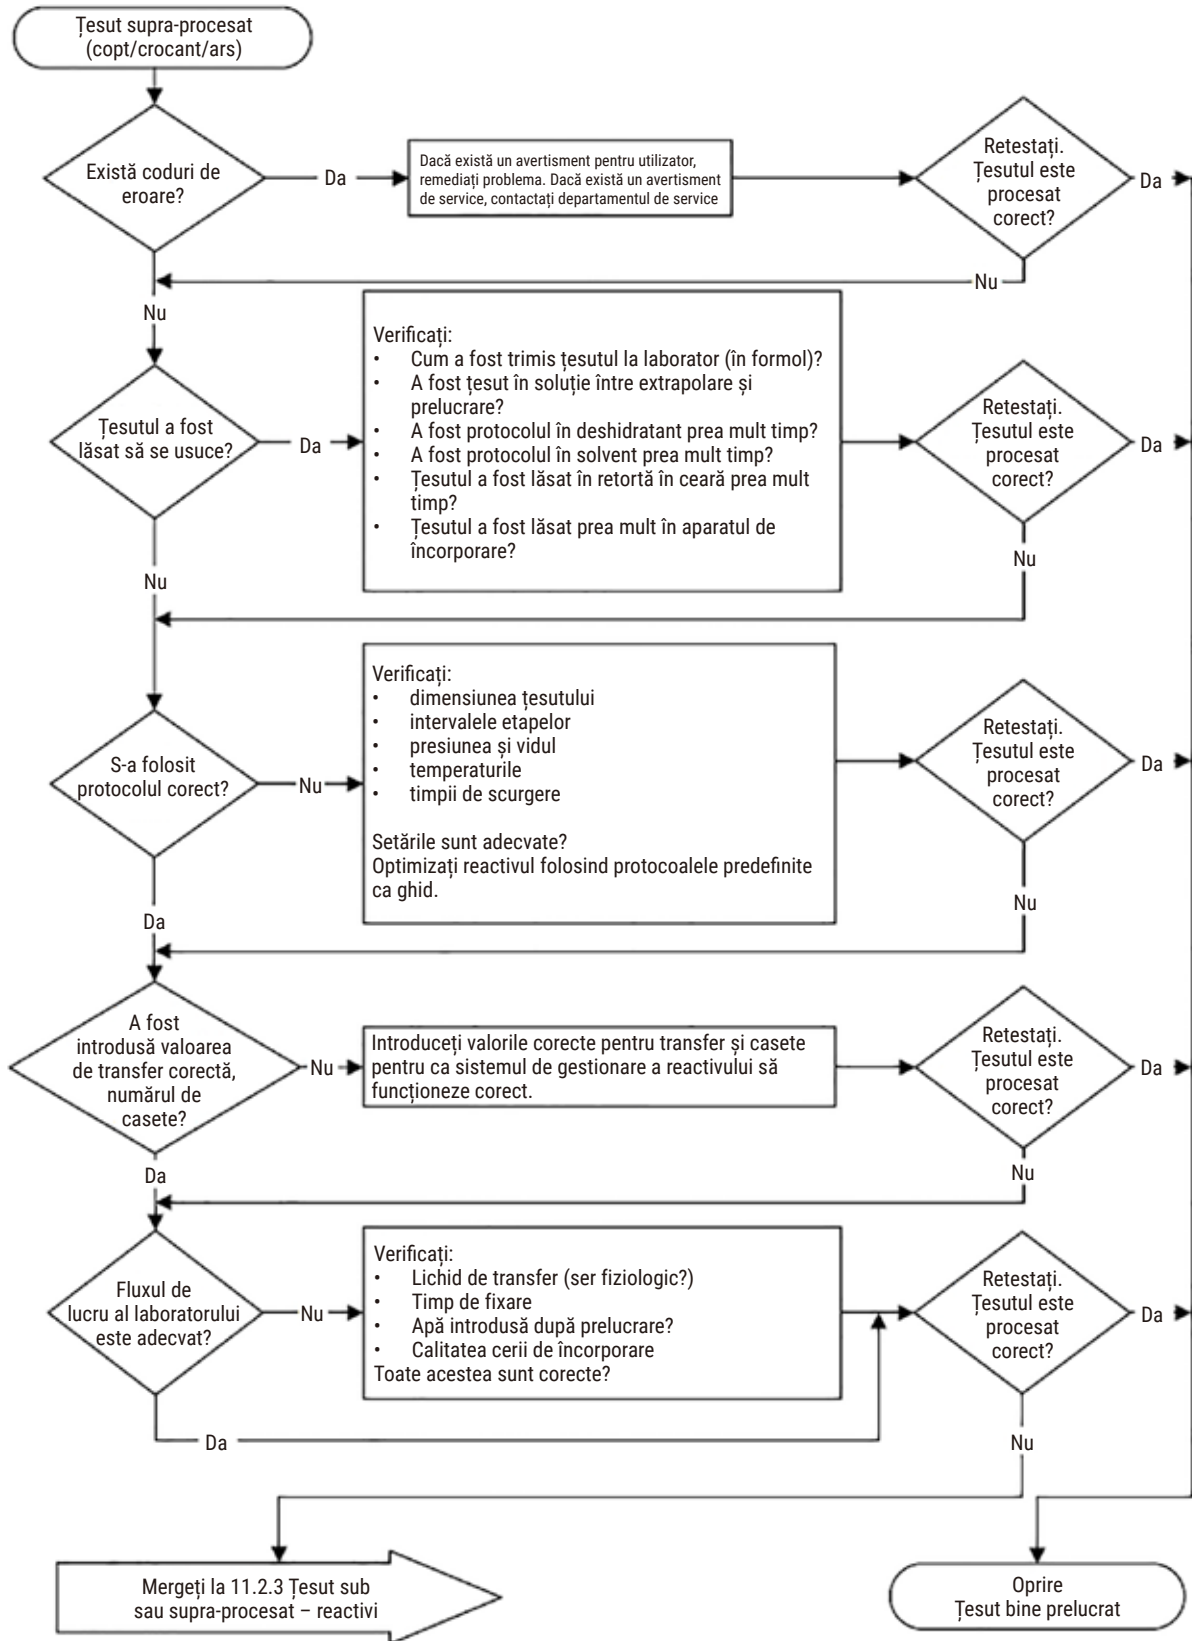 Țesut supra-procesat
(copt/crocant/ars)
Există coduri de
eroare?
Da
Dacă există un avertisment pentru utilizator,
remediați problema. Dacă există un avertisment
de service, contactați departamentul de service
Retestați.
Țesutul este
procesat
corect?
Da
Nu
Nu
Țesutul a fost
lăsat să se usuce?
Da
Verificați:
• Cum a fost trimis țesutul la laborator (în formol)?
• A fost țesut în soluție între extrapolare și
prelucrare?
• A fost protocolul în deshidratant prea mult timp?
• A fost protocolul în solvent prea mult timp?
• Țesutul a fost lăsat în retortă în ceară prea mult
timp?
• Țesutul a fost lăsat prea mult în aparatul de
încorporare?
Retestați.
Țesutul este
procesat
corect?
Da
Nu
Nu
S-a folosit
protocolul corect?
Nu
Verificați:
• dimensiunea țesutului
• intervalele etapelor
• presiunea și vidul
• temperaturile
• timpii de scurgere
Setările sunt adecvate?
Optimizați reactivul folosind protocoalele predefinite
ca ghid.
Retestați.
Țesutul este
procesat
corect?
Da
Nu
Da
A fost
introdusă valoarea
de transfer corectă,
numărul de
casete?
Nu
Introduceți valorile corecte pentru transfer și casete
pentru ca sistemul de gestionare a reactivului să
funcționeze corect.
Retestați.
Țesutul este
procesat
corect?
Da
Nu
Da
Fluxul de
lucru al laboratorului
este adecvat?
Nu
Verificați:
• Lichid de transfer (ser fiziologic?)
• Timp de fixare
• Apă introdusă după prelucrare?
• Calitatea cerii de încorporare
Toate acestea sunt corecte?
Retestați.
Țesutul este
procesat
corect?
Da
Da
Nu
Mergeți la 11.2.3 Țesut sub
sau supra-procesat – reactivi
Oprire
Țesut bine prelucrat